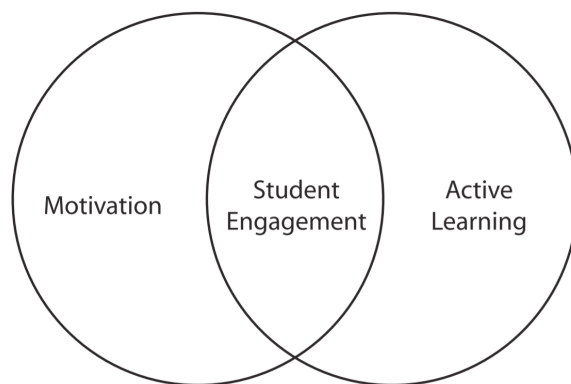 Motivation
Student
Engagement
Active
Learning